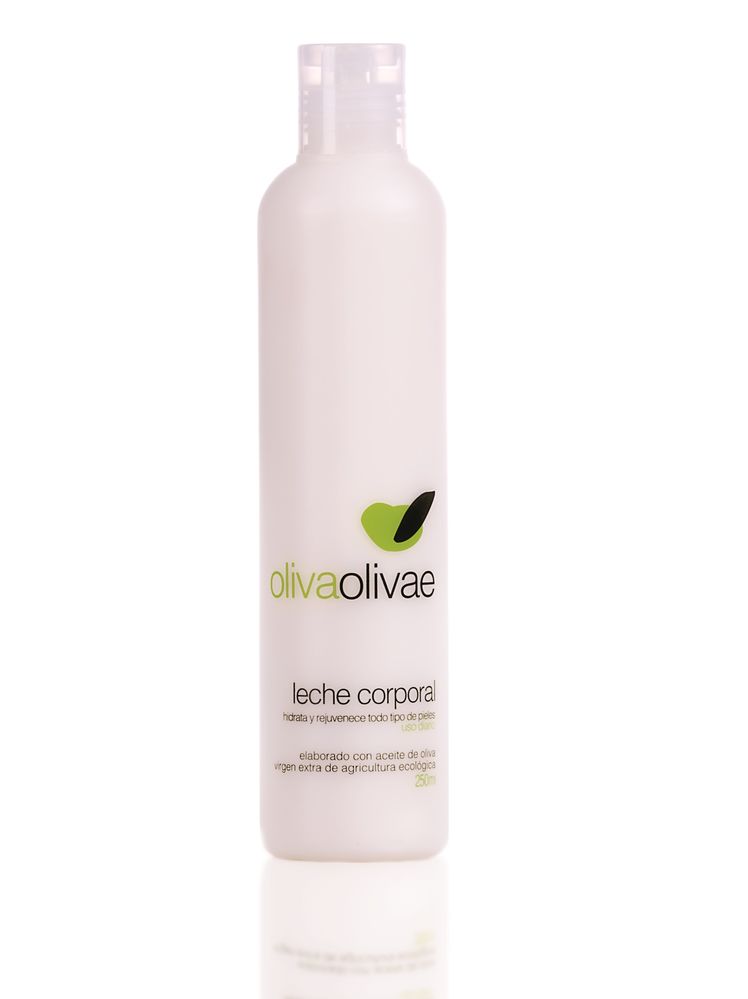 olivaolivae
leche corporal
hidrata y rejuvenece todo tipo de pieles
uso diario
elaborado con aceite de oliva
virgen extra de agricultura ecológica
250ml